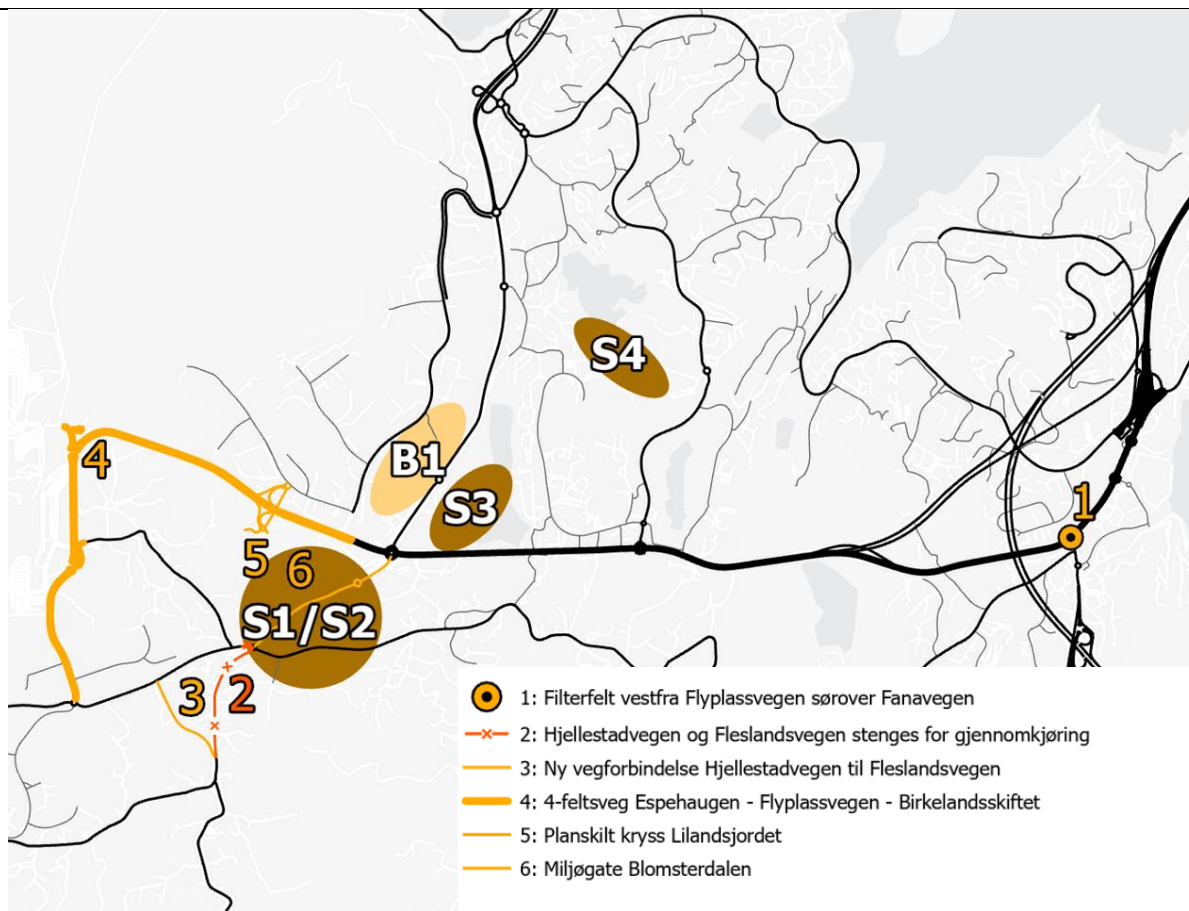 S4
B1
4
S3
1
5
6
S1/S2
3
2
1: Filterfelt vestfra Flyplassvegen sørover Fanavegen
2: Hjellestadvegen og Fleslandsvegen stenges for gjennomkjøring
3: Ny vegforbindelse Hjellestadvegen til Fleslandsvegen
4: 4-feltsveg Espehaugen - Flyplassvegen - Birkelandsskiftet
5: Planskilt kryss Lilandsjordet
6: Miljøgate Blomsterdalen